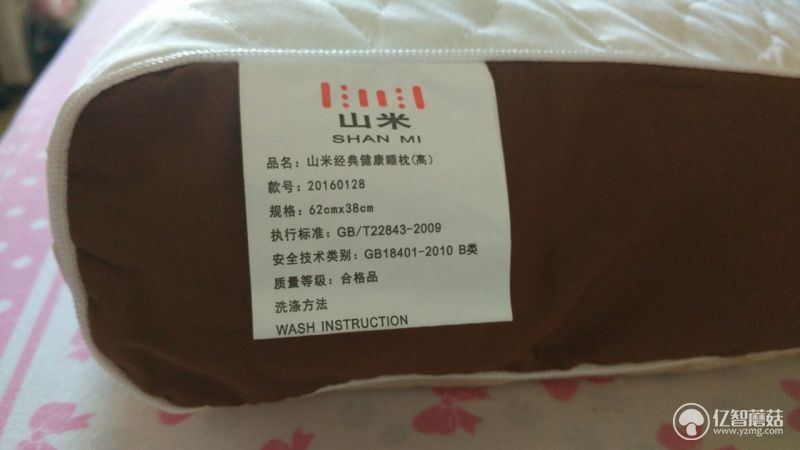 山米
SHAN MI
品名：山米经典健康睡枕(高)
款号：20160128
规格：62cmx38cm
执行标准：GB/T22843-2009
安全技术类别：GB18401-2010 B类
质量等级：合格品
洗涤方法
WASH INSTRUCTION
亿智蘑菇
www.yzmg.com